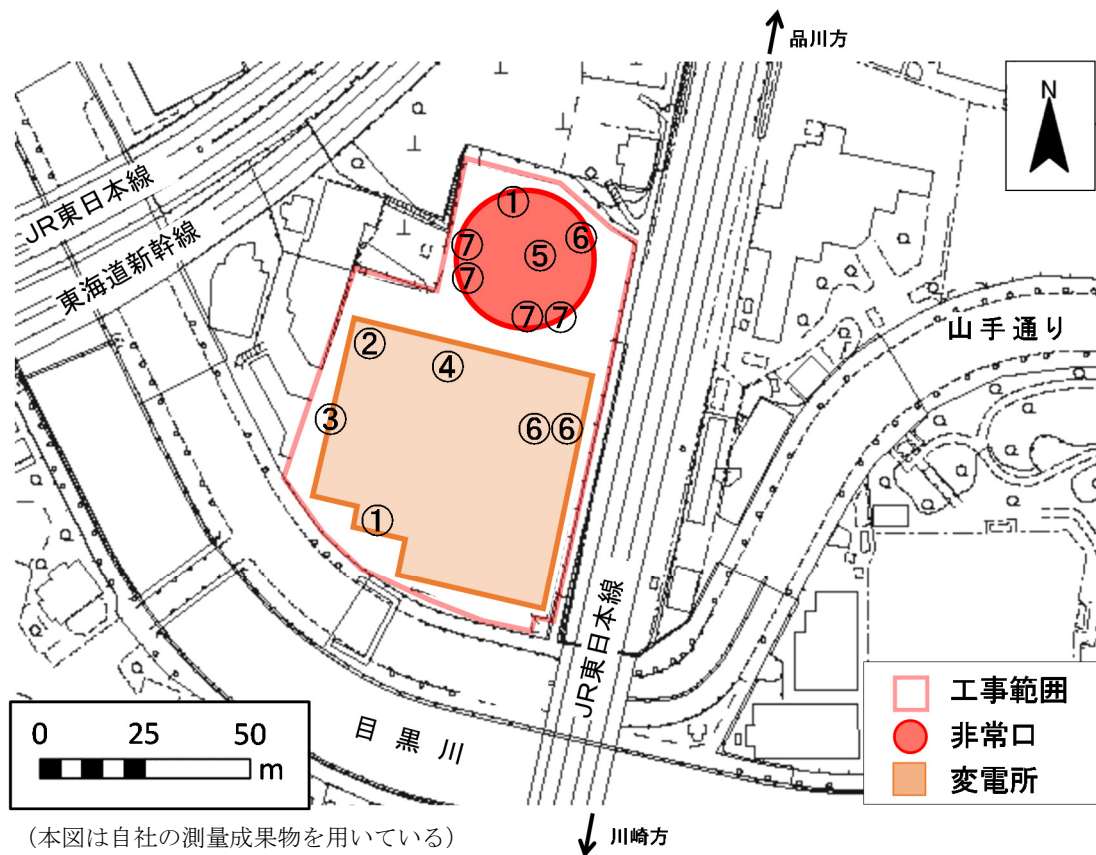 品川方
N
JR東日本線
東海道新幹線
①
⑥
⑤
⑦
⑦
⑦⑦
山手通り
②
④
③
⑥⑥
①
JR東日本線
工事範囲
非常口
変電所
0 25 50
m
目黒川
(本図は自社の測量成果物を用いている)
川崎方